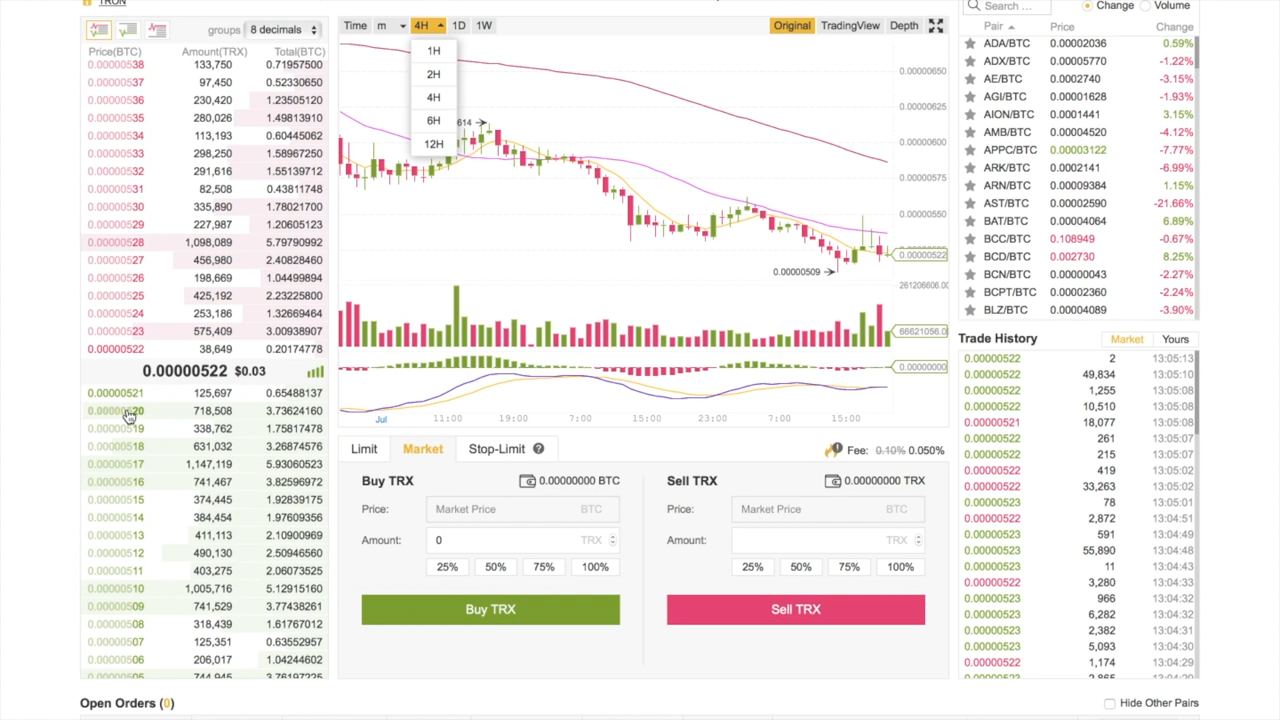 TRON
groups 8 decimals
Price(BTC) Amount(TRX) Total(BTC)
0.00000538 133,750 0.71957500
0.00000537 97,450 0.52330650
0.00000536 230,420 1.23505120
0.00000535 280,026 1.49813910
0.00000534 113,193 0.60445062
0.00000533 298,250 1.58967250
0.00000532 291,616 1.55139712
0.00000531 82,508 0.43811748
0.00000530 335,890 1.78021700
0.00000529 227,987 1.20605123
0.00000528 1,098,089 5.79790992
0.00000527 456,980 2.40828460
0.00000526 198,669 1.04499894
0.00000525 425,192 2.23225800
0.00000524 253,186 1.32669464
0.00000523 575,409 3.00938907
0.00000522 38,649 0.20174778
0.00000522 $0.03
0.00000521 125,697 0.65488137
0.00000520 718,508 3.73624160
0.00000519 338,762 1.75817478
0.00000518 631,032 3.26874576
0.00000517 1,147,119 5.93060523
0.00000516 741,467 3.82596972
0.00000515 374,445 1.92839175
0.00000514 384,454 1.97609356
0.00000513 411,113 2.10900969
0.00000512 490,130 2.50946560
0.00000511 403,275 2.06073525
0.00000510 1,005,716 5.12915160
0.00000509 741,529 3.77438261
0.00000508 318,439 1.61767012
0.00000507 125,351 0.63552957
0.00000506 206,017 1.04244602
0.00000505 744,945 3.76197225
Time m 4H 1D 1W
Original TradingView Depth
1H
2H
4H
6H
12H
614
0.00000650
0.00000625
0.00000600
0.00000575
0.00000550
0.00000522
0.00000509
261206606.0
66621056.0
0.00000000
Jul 11:00 19:00 7:00 15:00 23:00 7:00 15:00
Limit Market Stop-Limit ?
Fee: 0.10% 0.050%
Buy TRX 0.00000000 BTC
Price: Market Price BTC
Amount: 0 TRX
25% 50% 75% 100%
Buy TRX
Sell TRX 0.00000000 TRX
Price: Market Price BTC
Amount: TRX
25% 50% 75% 100%
Sell TRX
Search ... Change Volume
Pair Price Change
ADA/BTC 0.00002036 0.59%
ADX/BTC 0.00005770 -1.22%
AE/BTC 0.0002740 -3.15%
AGI/BTC 0.00001628 -1.93%
AION/BTC 0.0001441 3.15%
AMB/BTC 0.00004520 -4.12%
APPC/BTC 0.00003122 -7.77%
ARK/BTC 0.0002141 -6.99%
ARN/BTC 0.00009384 1.15%
AST/BTC 0.00002590 -21.66%
BAT/BTC 0.00004064 6.89%
BCC/BTC 0.108949 -0.67%
BCD/BTC 0.002730 8.25%
BCN/BTC 0.00000043 -2.27%
BCPT/BTC 0.00002360 -2.24%
BLZ/BTC 0.00004089 -3.90%
Trade History Market Yours
0.00000522 2 13:05:13
0.00000522 49,834 13:05:10
0.00000522 1,255 13:05:08
0.00000522 10,510 13:05:08
0.00000521 18,077 13:05:08
0.00000522 261 13:05:07
0.00000522 215 13:05:07
0.00000522 419 13:05:02
0.00000522 33,263 13:05:02
0.00000523 78 13:05:01
0.00000522 2,872 13:04:51
0.00000523 591 13:04:49
0.00000523 55,890 13:04:48
0.00000523 11 13:04:43
0.00000522 3,280 13:04:33
0.00000523 966 13:04:32
0.00000523 6,282 13:04:32
0.00000523 2,382 13:04:31
0.00000523 5,093 13:04:30
0.00000522 1,174 13:04:29
Open Orders (0)
Hide Other Pairs